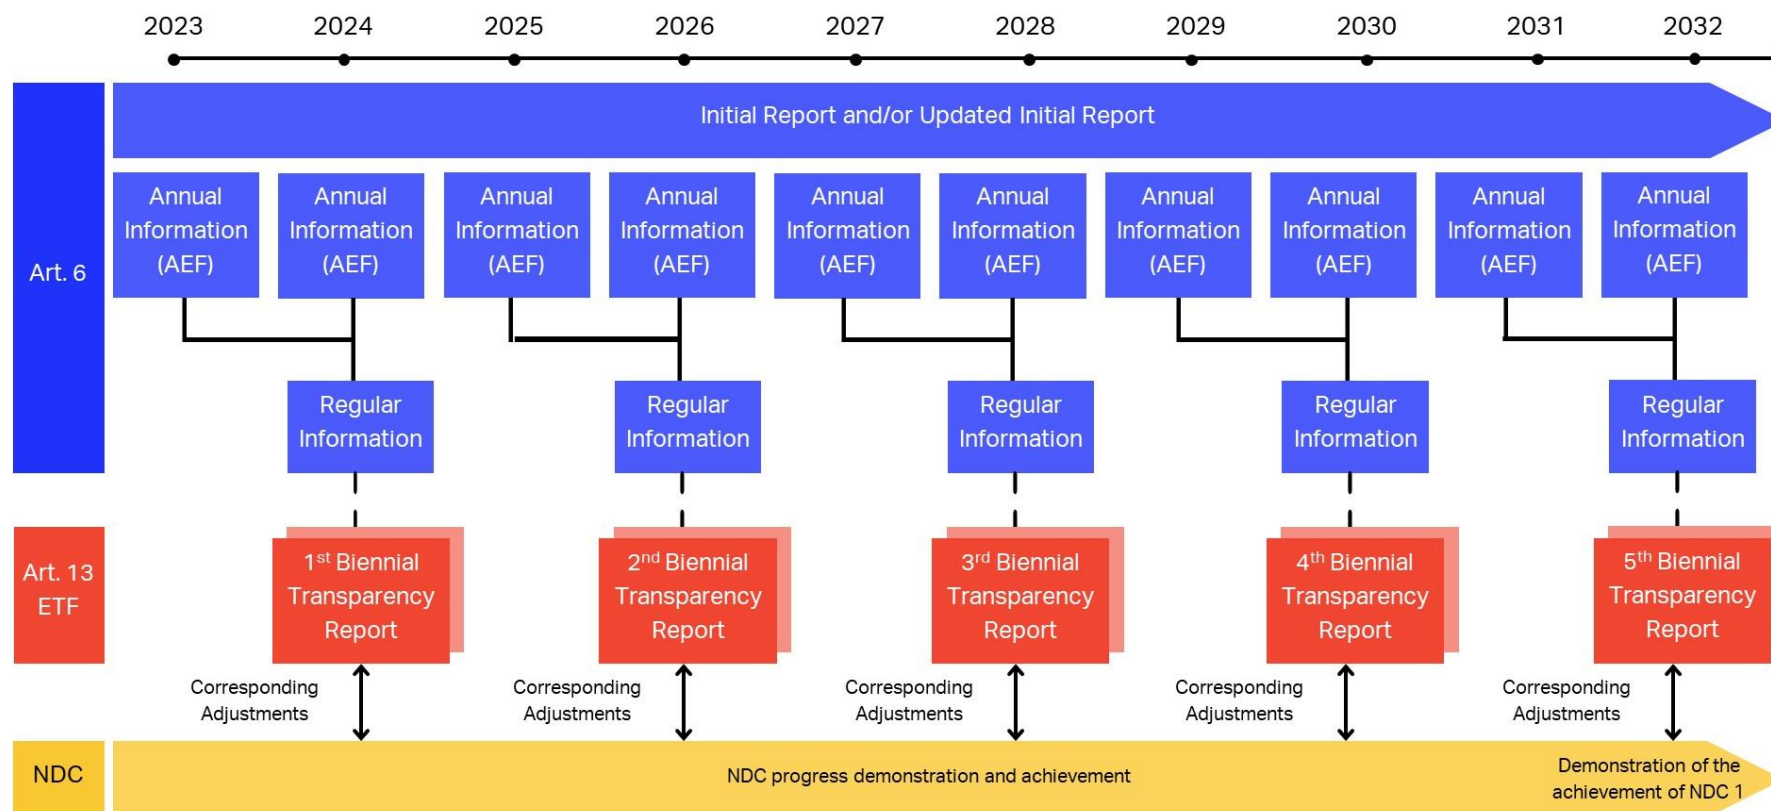 2023 2024 2025 2026 2027 2028 2029 2030 2031 2032
Art. 6
Initial Report and/or Updated Initial Report
Annual
Information
(AEF)
Annual
Information
(AEF)
Annual
Information
(AEF)
Annual
Information
(AEF)
Annual
Information
(AEF)
Annual
Information
(AEF)
Annual
Information
(AEF)
Annual
Information
(AEF)
Annual
Information
(AEF)
Annual
Information
(AEF)
Regular
Information
Regular
Information
Regular
Information
Regular
Information
Regular
Information
Art. 13
ETF
1st Biennial
Transparency
Report
2nd Biennial
Transparency
Report
3rd Biennial
Transparency
Report
4th Biennial
Transparency
Report
5th Biennial
Transparency
Report
Corresponding
Adjustments
Corresponding
Adjustments
Corresponding
Adjustments
Corresponding
Adjustments
Corresponding
Adjustments
NDC
NDC progress demonstration and achievement
Demonstration of the
achievement of NDC 1